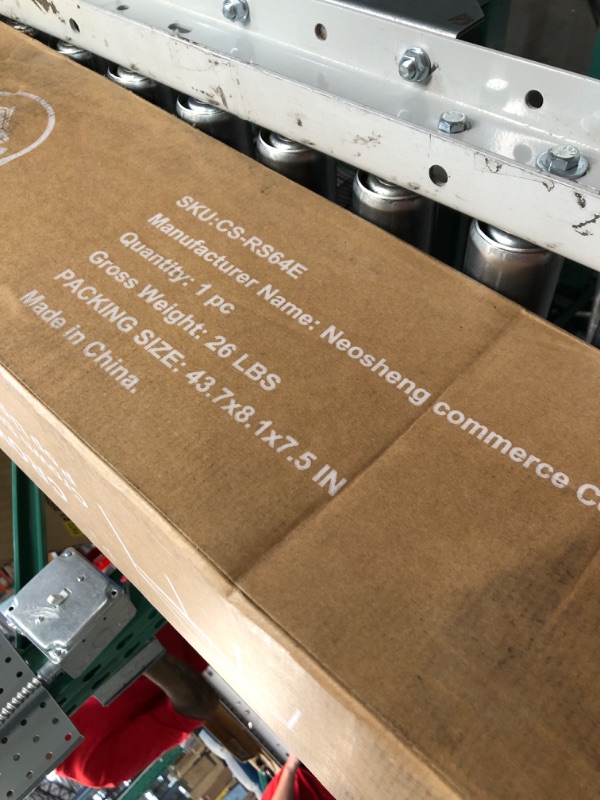 SKU:CS-RS64E
Manufacturer Name: Neosheng commerce
Quantity: 1 pc
Gross Weight: 26 LBS
PACKING SIZE: 43.7x8.1x7.5 IN
Made in China.